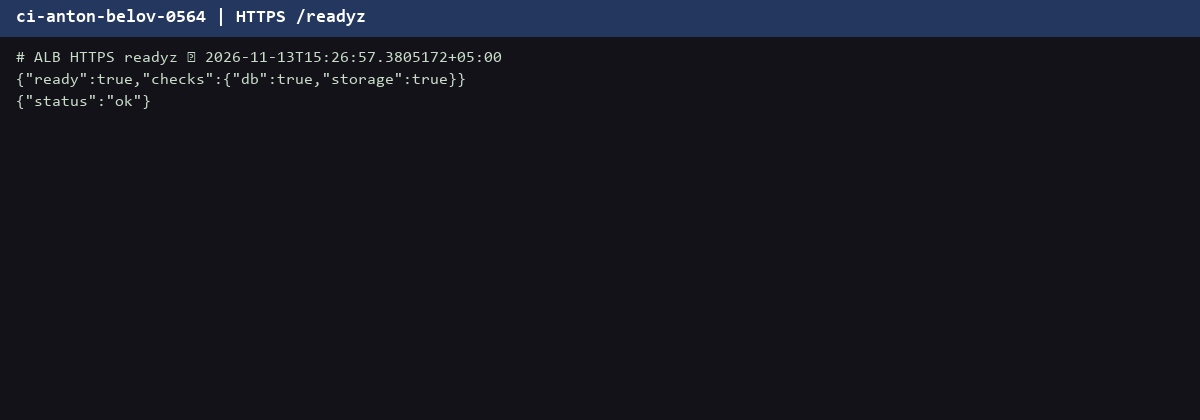 ci-anton-belov-0564 | HTTPS /readyz
# ALB HTTPS readyz 2026-11-13T15:26:57.3805172+05:00
{"ready":true,"checks":{"db":true,"storage":true}}
{"status":"ok"}